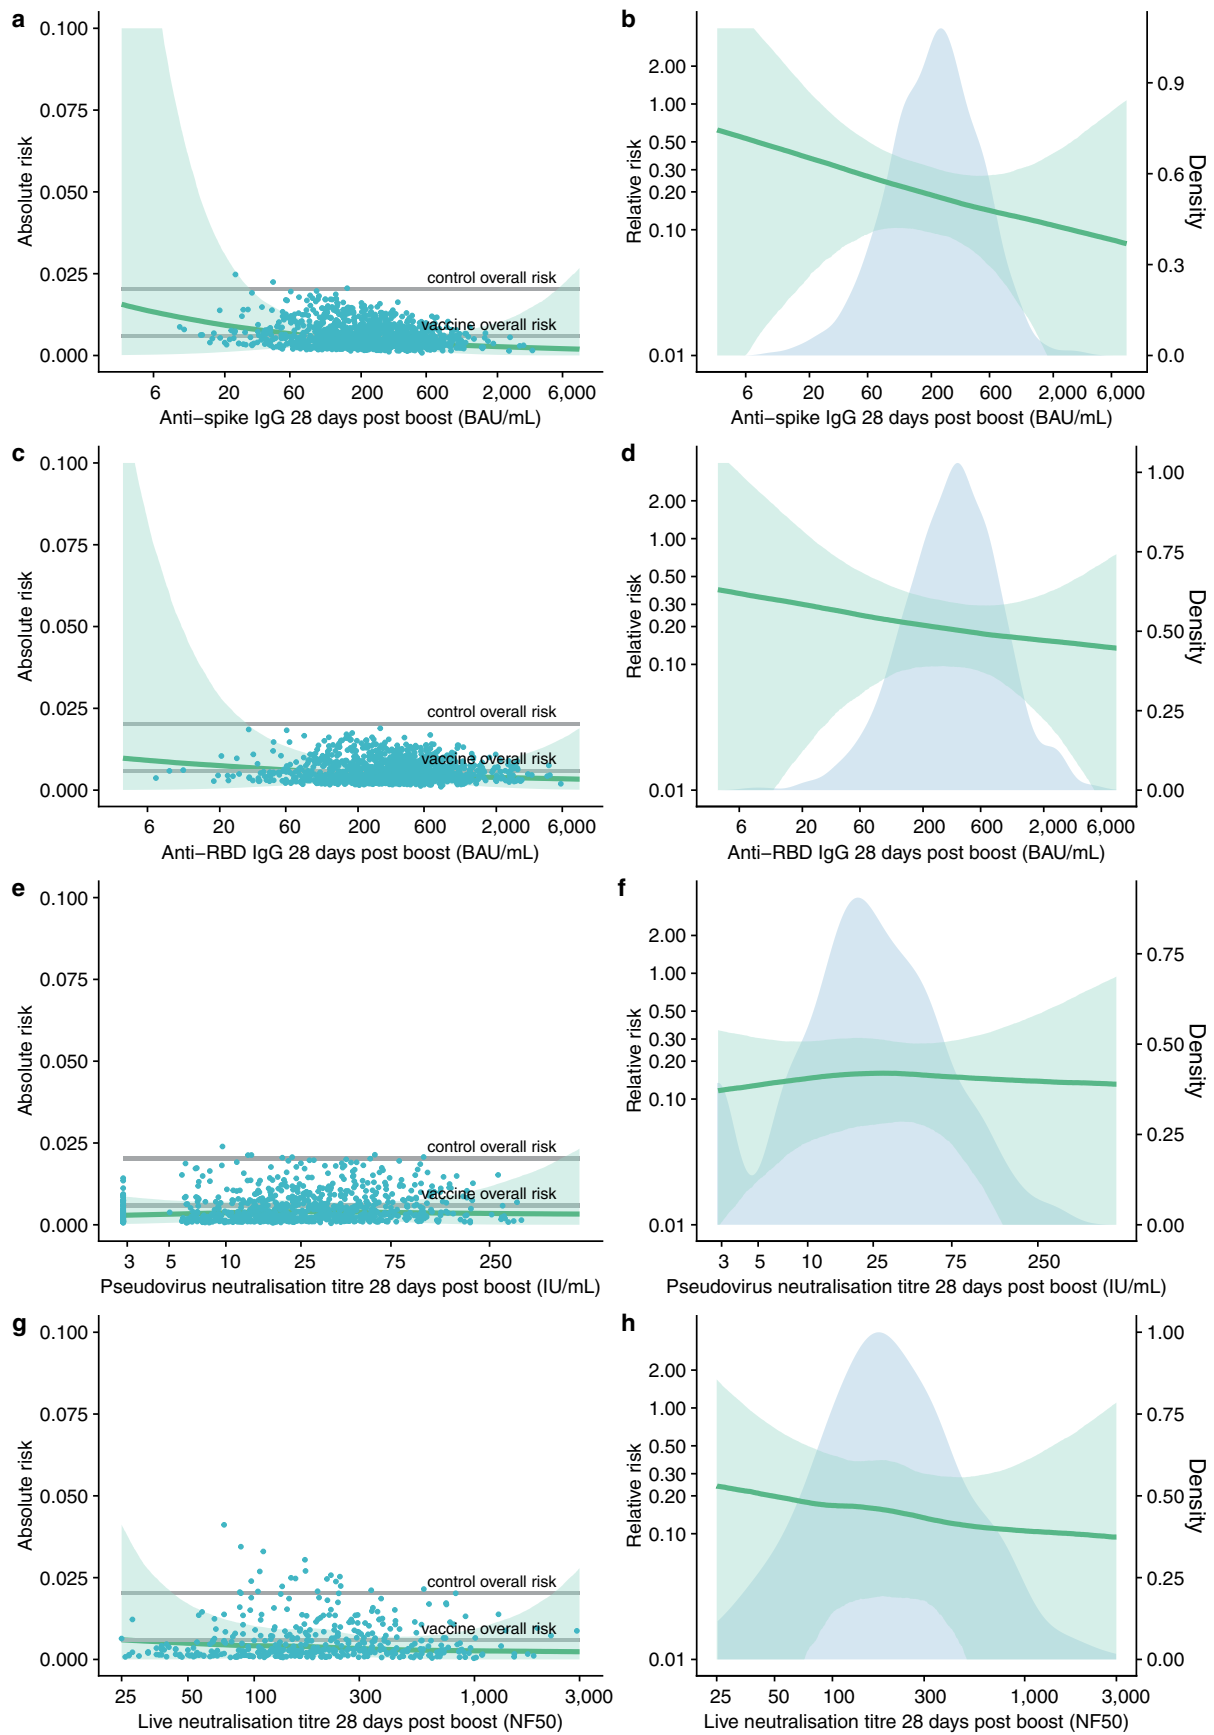 a
0.100
0.075
0.050
0.025
0.000
Absolute risk
control overall risk
vaccine overall risk
6 20 60 200 600 2,000 6,000
Anti−spike IgG 28 days post boost (BAU/mL)
b
2.00
1.00
0.50
0.30
0.20
0.10
0.01
Relative risk
0.9
0.6
0.3
0.0
Density
6 20 60 200 600 2,000 6,000
Anti−spike IgG 28 days post boost (BAU/mL)
c
0.100
0.075
0.050
0.025
0.000
Absolute risk
control overall risk
vaccine overall risk
6 20 60 200 600 2,000 6,000
Anti−RBD IgG 28 days post boost (BAU/mL)
d
2.00
1.00
0.50
0.30
0.20
0.10
0.01
Relative risk
1.00
0.75
0.50
0.25
0.00
Density
6 20 60 200 600 2,000 6,000
Anti−RBD IgG 28 days post boost (BAU/mL)
e
0.100
0.075
0.050
0.025
0.000
Absolute risk
control overall risk
vaccine overall risk
3 5 10 25 75 250
Pseudovirus neutralisation titre 28 days post boost (IU/mL)
f
2.00
1.00
0.50
0.30
0.20
0.10
0.01
Relative risk
0.75
0.50
0.25
0.00
Density
3 5 10 25 75 250
Pseudovirus neutralisation titre 28 days post boost (IU/mL)
g
0.100
0.075
0.050
0.025
0.000
Absolute risk
control overall risk
vaccine overall risk
25 50 100 300 1,000 3,000
Live neutralisation titre 28 days post boost (NF50)
h
2.00
1.00
0.50
0.30
0.20
0.10
0.01
Relative risk
1.00
0.75
0.50
0.25
0.00
Density
25 50 100 300 1,000 3,000
Live neutralisation titre 28 days post boost (NF50)